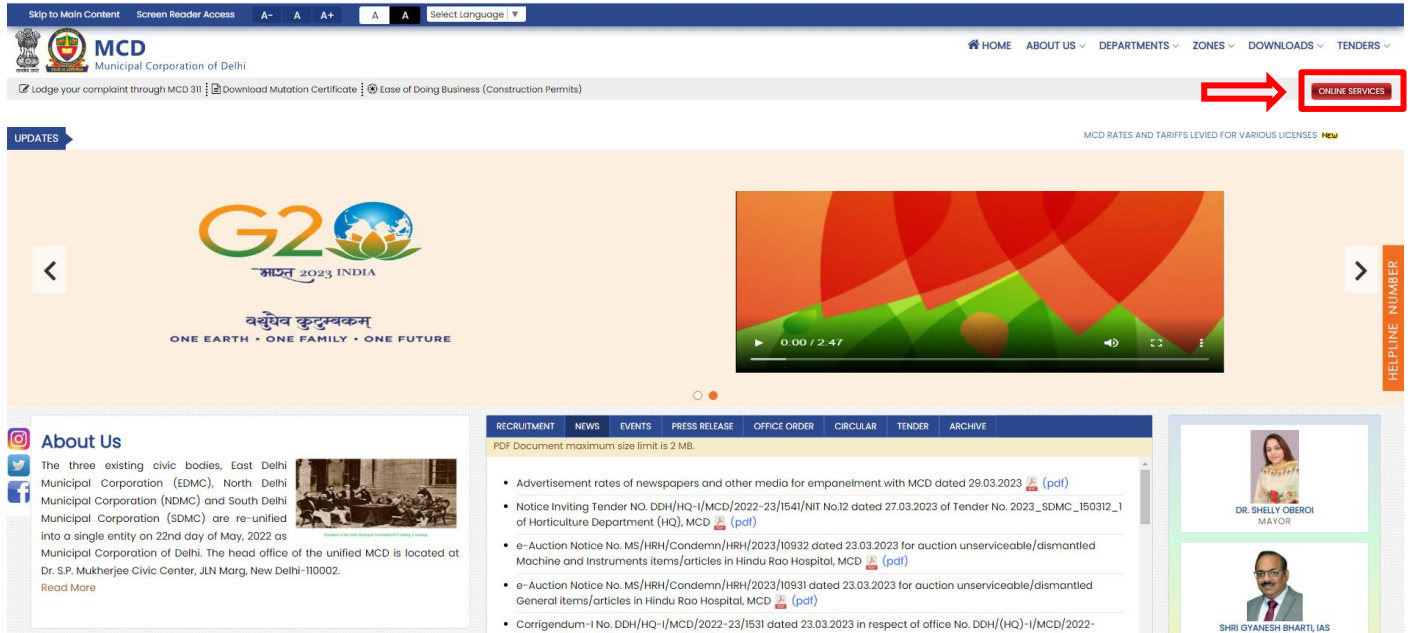 Skip to Main Content Screen Reader Access A- A A+ A A Select Language ▼
MCD
Municipal Corporation of Delhi
HOME ABOUT US DEPARTMENTS ZONES DOWNLOADS TENDERS
Lodge your complaint through MCD 311 Download Mutation Certificate Ease of Doing Business (Construction Permits)
ONLINE SERVICES
UPDATES
MCD RATES AND TARIFFS LEVIED FOR VARIOUS LICENSES NEW
G20
भारत 2023 INDIA
वसुधैव कुटुम्बकम्
ONE EARTH • ONE FAMILY • ONE FUTURE
0:00 / 2:47
HELPLINE NUMBER
About Us
The three existing civic bodies, East Delhi
Municipal Corporation (EDMC), North Delhi
Municipal Corporation (NDMC) and South Delhi
Municipal Corporation (SDMC) are re-unified
into a single entity on 22nd day of May, 2022 as
Municipal Corporation of Delhi. The head office of the unified MCD is located at
Dr. S.P. Mukherjee Civic Center, JLN Marg, New Delhi-110002.
Read More
RECRUITMENT NEWS EVENTS PRESS RELEASE OFFICE ORDER CIRCULAR TENDER ARCHIVE
PDF Document maximum size limit is 2 MB.
• Advertisement rates of newspapers and other media for empanelment with MCD dated 29.03.2023 (pdf)
• Notice Inviting Tender NO. DDH/HQ-I/MCD/2022-23/1541/NIT No.12 dated 27.03.2023 of Tender No. 2023_SDMC_150312_1
of Horticulture Department (HQ), MCD (pdf)
• e-Auction Notice No. MS/HRH/Condemn/HRH/2023/10932 dated 23.03.2023 for auction unserviceable/dismantled
Machine and Instruments items/articles in Hindu Rao Hospital, MCD (pdf)
• e-Auction Notice No. MS/HRH/Condemn/HRH/2023/10931 dated 23.03.2023 for auction unserviceable/dismantled
General items/articles in Hindu Rao Hospital, MCD (pdf)
• Corrigendum-I No. DDH/HQ-I/MCD/2022-23/1531 dated 23.03.2023 in respect of office No. DDH/(HQ)-I/MCD/2022-
DR. SHELLY OBEROI
MAYOR
SHRI GYANESH BHARTI, IAS